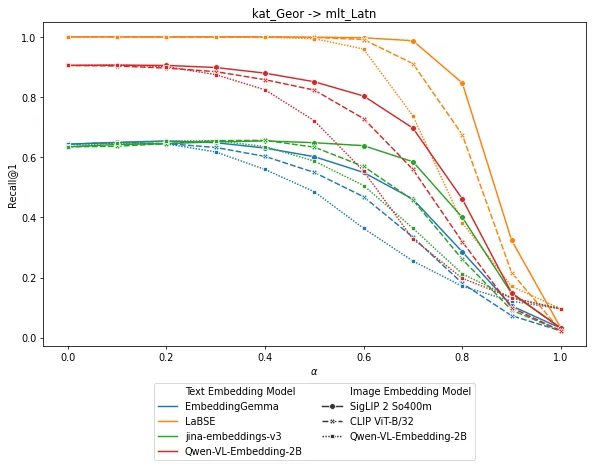 kat_Geor -> mlt_Latn
Recall@1
1.0
0.8
0.6
0.4
0.2
0.0
0.0 0.2 0.4 0.6 0.8 1.0
α
Text Embedding Model
EmbeddingGemma
LaBSE
jina-embeddings-v3
Qwen-VL-Embedding-2B
Image Embedding Model
SigLIP 2 So400m
CLIP ViT-B/32
Qwen-VL-Embedding-2B